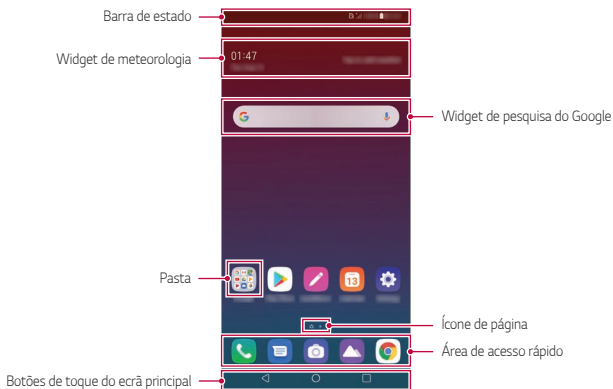 Barra de estado
Widget de meteorologia
01:47
Widget de pesquisa do Google
Pasta
13
Ícone de página
Área de acesso rápido
Botões de toque do ecrã principal